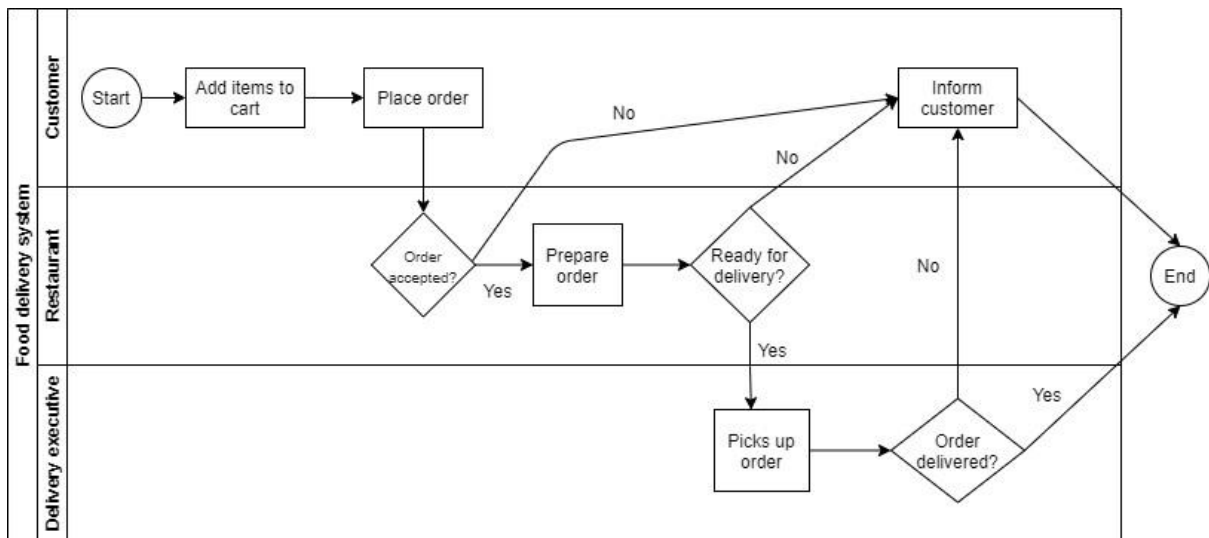 Food delivery system
Customer
Start
Add items to
cart
Place order
No
Inform
customer
No
Restaurant
Order
accepted?
Yes
Prepare
order
Ready for
delivery?
No
End
Yes
Delivery executive
Picks up
order
Order
delivered?
Yes